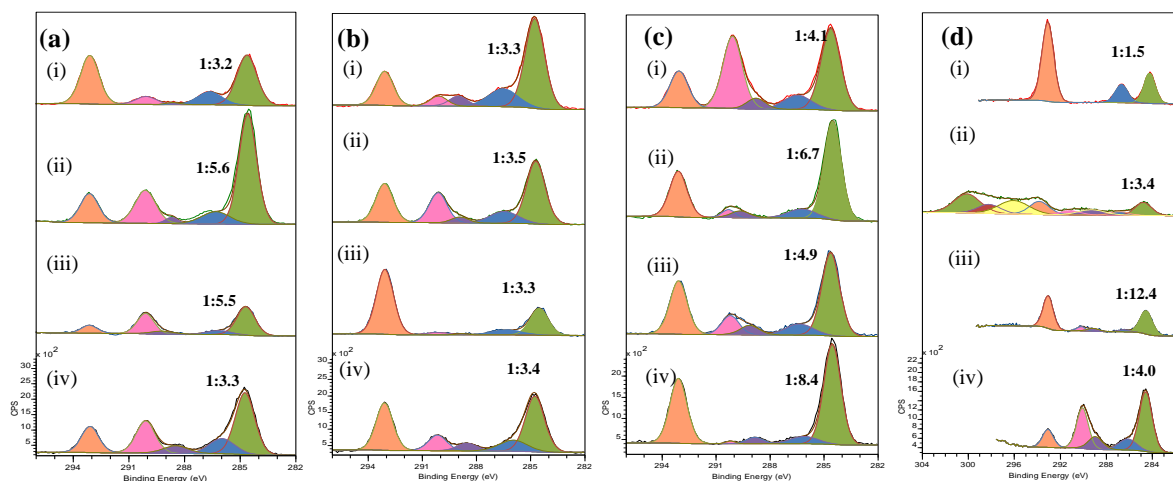 (a)
(i)
1:3.2
(ii)
1:5.6
(iii)
1:5.5
(iv)
1:3.3
x 10²
30
25
20
15
10
5
CPS
294
291
288
285
282
Binding Energy (eV)
(b)
(i)
1:3.3
(ii)
1:3.5
(iii)
1:3.3
(iv)
1:3.4
x 10²
30
25
20
15
10
5
CPS
294
291
288
285
282
Binding Energy (eV)
(c)
(i)
1:4.1
(ii)
1:6.7
(iii)
1:4.9
(iv)
1:8.4
x 10²
20
15
10
5
CPS
294
291
288
285
282
Binding Energy (eV)
(d)
(i)
1:1.5
(ii)
1:3.4
(iii)
1:12.4
(iv)
1:4.0
x 10²
22
20
18
16
14
12
10
8
6
4
CPS
304
300
296
292
288
284
Binding Energy (eV)